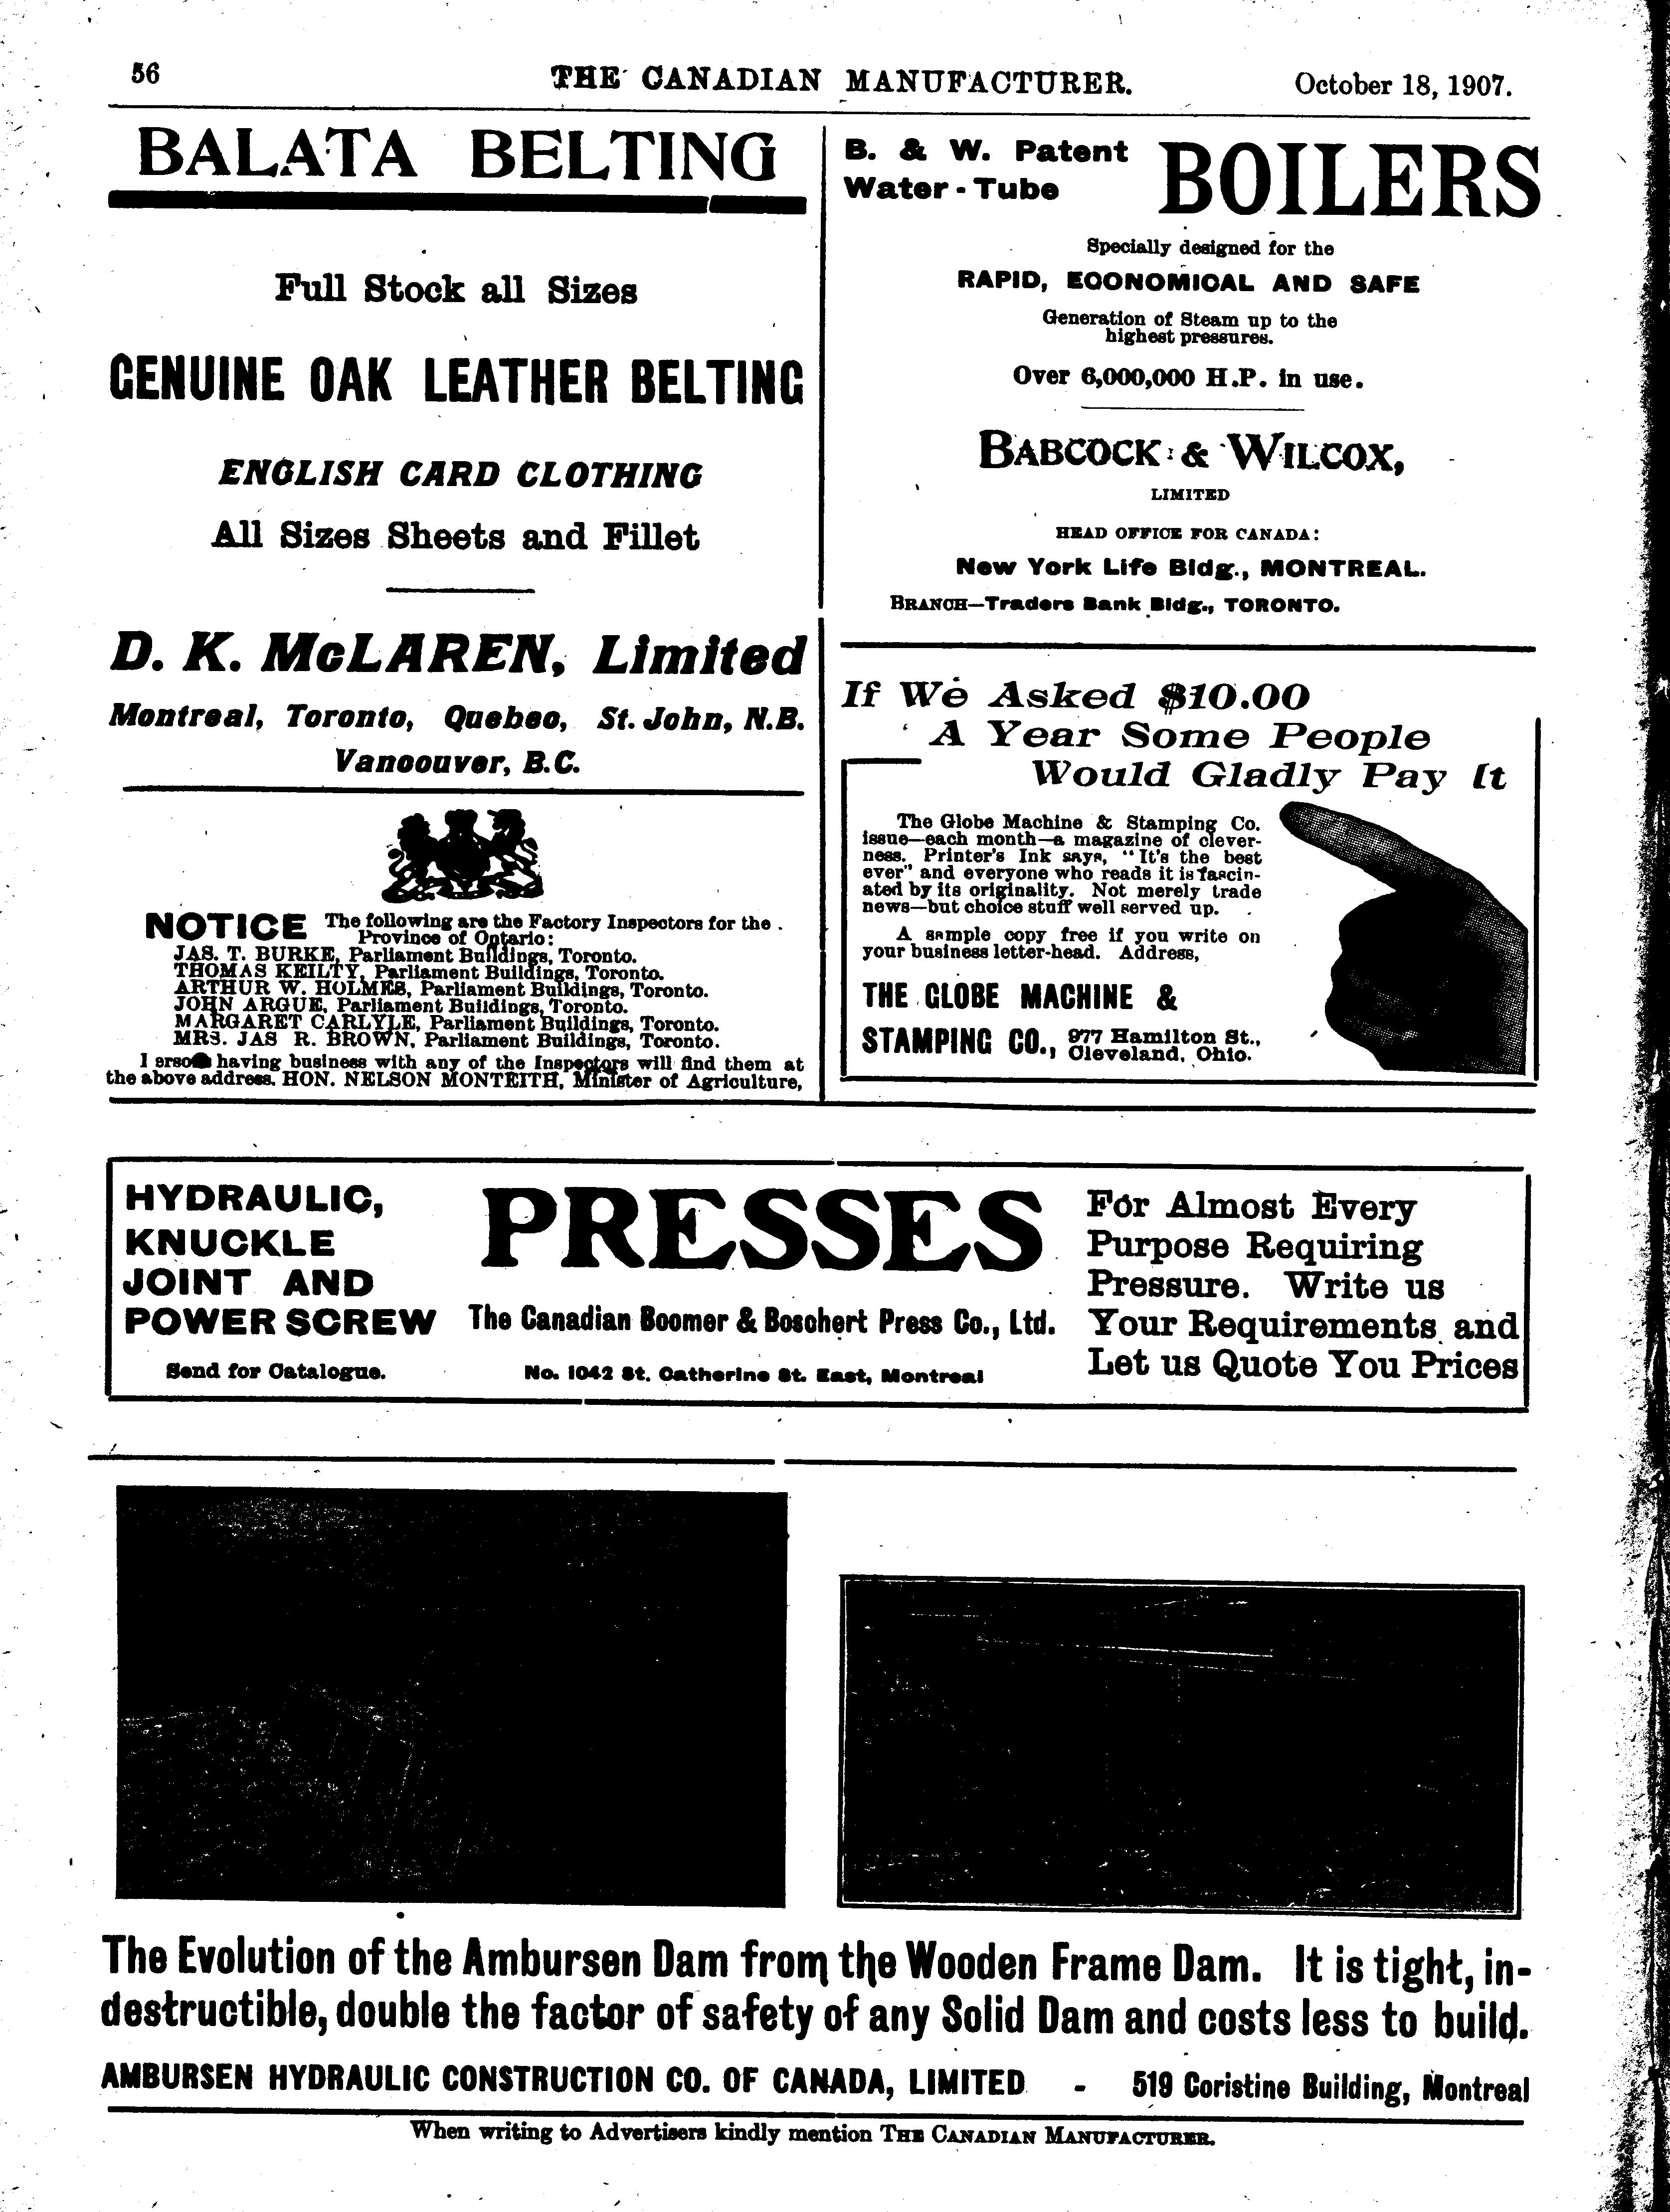 56
THE CANADIAN MANUFACTURER.
October 18, 1907.
BALATA BELTING
Full Stock all Sizes
GENUINE OAK LEATHER BELTING
ENGLISH CARD CLOTHING
All Sizes Sheets and Fillet
D. K. McLAREN, Limited
Montreal, Toronto, Quebec, St. John, N.B.
Vancouver, B.C.
NOTICE The following are the Factory Inspectors for the
Province of Ontario:
JAS. T. BURKE, Parliament Buildings, Toronto.
THOMAS KEILTY, Parliament Buildings, Toronto.
ARTHUR W. HOLMES, Parliament Buildings, Toronto.
JOHN ARGUE, Parliament Buildings, Toronto.
MARGARET CARLYLE, Parliament Buildings, Toronto.
MRS. JAS R. BROWN, Parliament Buildings, Toronto.
having business with any of the Inspectors will find them at
the above address. HON. NELSON MONTEITH, Minister of Agriculture,
B. & W. Patent
Water-Tube
BOILERS
Specially designed for the
RAPID, ECONOMICAL AND SAFE
Generation of Steam up to the
highest pressures.
Over 6,000,000 H.P. in use.
BABCOCK & WILCOX,
LIMITED
HEAD OFFICE FOR CANADA:
New York Life Bldg., MONTREAL.
BRANCH—Traders Bank Bldg., TORONTO.
If We Asked $10.00
A Year Some People
Would Gladly Pay It
The Globe Machine & Stamping Co.
issue—each month—a magazine of clever-
ness. Printer's Ink says, "It's the best
ever" and everyone who reads it is fascin-
ated by its originality. Not merely trade
news—but choice stuff well served up.
A sample copy free if you write on
your business letter-head. Address,
THE GLOBE MACHINE &
STAMPING CO., 977 Hamilton St.,
Cleveland, Ohio.
HYDRAULIC,
KNUCKLE
JOINT AND
POWER SCREW
Send for Catalogue.
PRESSES
The Canadian Boomer & Boschert Press Co., Ltd.
No. 1042 St. Catherine St. East, Montreal
For Almost Every
Purpose Requiring
Pressure. Write us
Your Requirements and
Let us Quote You Prices
The Evolution of the Ambursen Dam from the Wooden Frame Dam. It is tight, in-
destructible, double the factor of safety of any Solid Dam and costs less to build.
AMBURSEN HYDRAULIC CONSTRUCTION CO. OF CANADA, LIMITED - 519 Coristine Building, Montreal
When writing to Advertisers kindly mention THE CANADIAN MANUFACTURER.